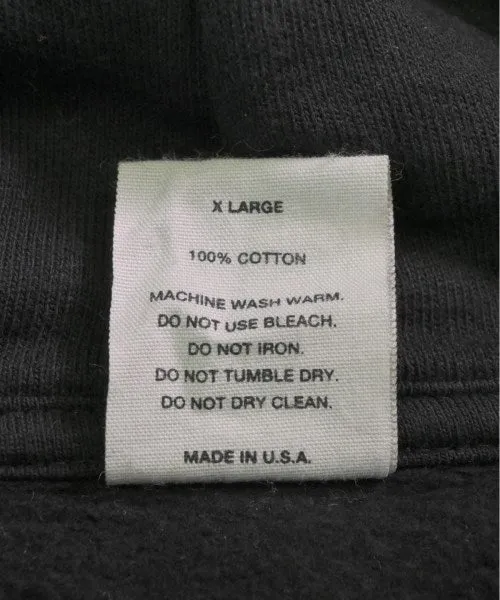 X LARGE
100% COTTON
MACHINE WASH WARM.
DO NOT USE BLEACH.
DO NOT IRON.
DO NOT TUMBLE DRY.
DO NOT DRY CLEAN.
MADE IN U.S.A.